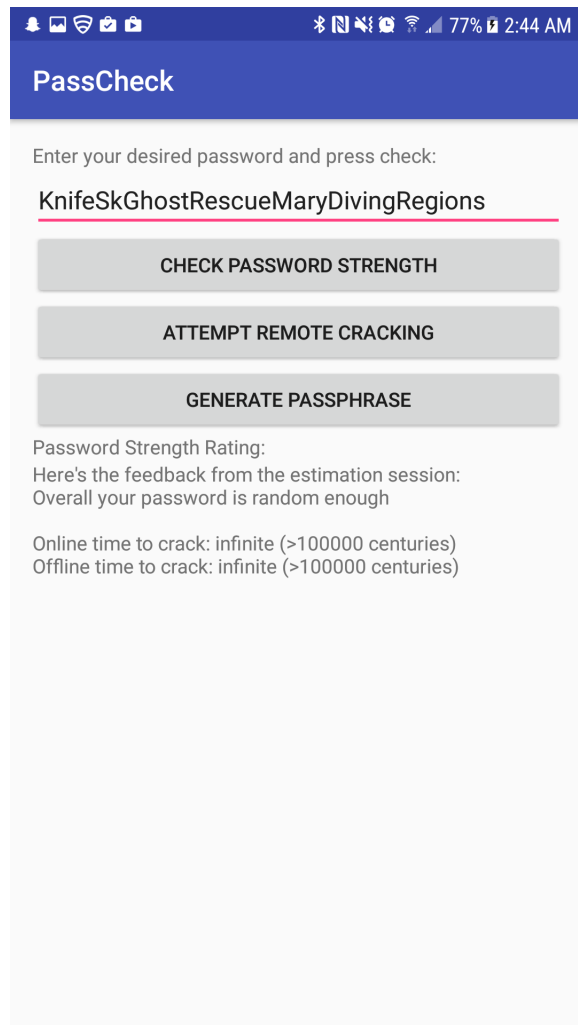 77% 2:44 AM
PassCheck
Enter your desired password and press check:
KnifeSkGhostRescueMaryDivingRegions
CHECK PASSWORD STRENGTH
ATTEMPT REMOTE CRACKING
GENERATE PASSPHRASE
Password Strength Rating:
Here's the feedback from the estimation session:
Overall your password is random enough
Online time to crack: infinite (>100000 centuries)
Offline time to crack: infinite (>100000 centuries)